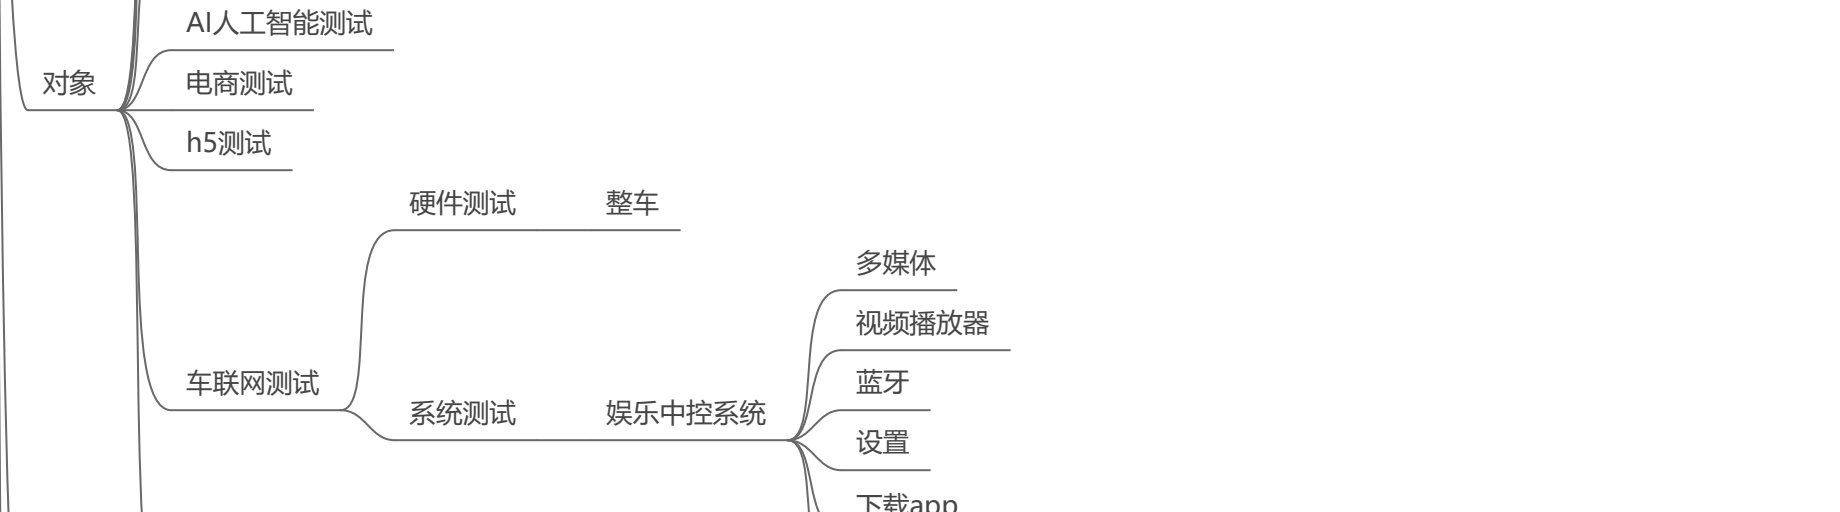 AI人工智能测试
对象
电商测试
h5测试
硬件测试
整车
多媒体
视频播放器
蓝牙
车联网测试
系统测试
娱乐中控系统
设置
下载app